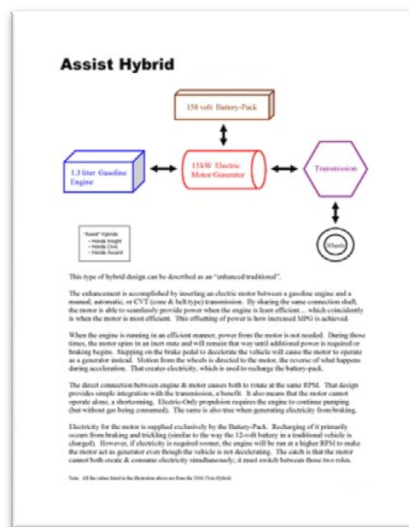 Assist Hybrid
158 volt Battery-Pack
1.3 liter Gasoline
Engine
15kW Electric
Motor/Generator
Transmission
Wheels
"Assist" Hybrids
- Honda Insight
- Honda Civic
- Honda Accord
This type of hybrid design can be described as an "enhanced traditional".
The enhancement is accomplished by inserting an electric motor between a gasoline engine and a
manual, automatic, or CVT (cone & belt type) transmission. By sharing the same connection shaft,
the motor is able to seamlessly provide power when the engine is least efficient... which coincidently
is when the motor is most efficient. This offsetting of power is how increased MPG is achieved.
When the engine is running in an efficient manner, power from the motor is not needed. During those
times, the motor spins in an inert state and will remain that way until additional power is required or
braking begins. Stepping on the brake pedal to decelerate the vehicle will cause the motor to operate
as a generator instead. Motion from the wheels is directed to the motor, the reverse of what happens
during acceleration. That creates electricity, which is used to recharge the battery-pack.
The direct connection between engine & motor causes both to rotate at the same RPM. That design
provides simple integration with the transmission, a benefit. It also means that the motor cannot
operate alone, a shortcoming. Electric-Only propulsion requires the engine to continue pumping
(but without gas being consumed). The same is also true when generating electricity from braking.
Electricity for the motor is supplied exclusively by the Battery-Pack. Recharging of it primarily
occurs from braking and trickling (similar to the way the 12-volt battery in a traditional vehicle is
charged). However, if electricity is required sooner, the engine will be run at a higher RPM to make
the motor act as generator even though the vehicle is not decelerating. The catch is that the motor
cannot both create & consume electricity simultaneously; it must switch between those two roles.
Note: All the values listed in the illustration above are from the 2006 Civic-Hybrid.